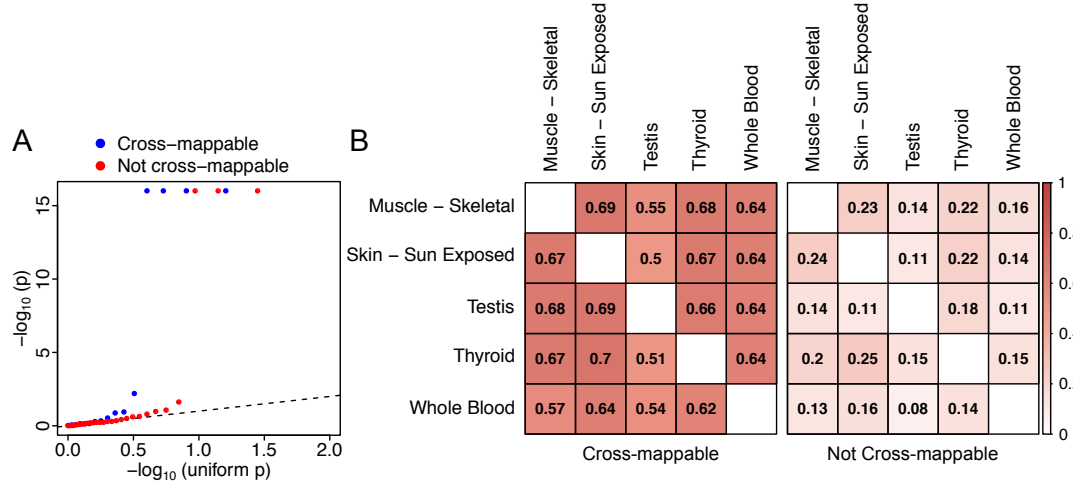 A
Cross−mappable
Not cross−mappable
15
10
5
0
−log10 (p)
0.0 0.5 1.0 1.5 2.0
−log10 (uniform p)
B
Muscle − Skeletal
Skin − Sun Exposed
Testis
Thyroid
Whole Blood
Muscle − Skeletal
Skin − Sun Exposed
Testis
Thyroid
Whole Blood
Muscle − Skeletal 0.69 0.55 0.68 0.64 0.23 0.14 0.22 0.16
Skin − Sun Exposed 0.67 0.5 0.67 0.64 0.24 0.11 0.22 0.14
Testis 0.68 0.69 0.66 0.64 0.14 0.11 0.18 0.11
Thyroid 0.67 0.7 0.51 0.64 0.2 0.25 0.15 0.15
Whole Blood 0.57 0.64 0.54 0.62 0.13 0.16 0.08 0.14
Cross-mappable
Not Cross-mappable
1
0